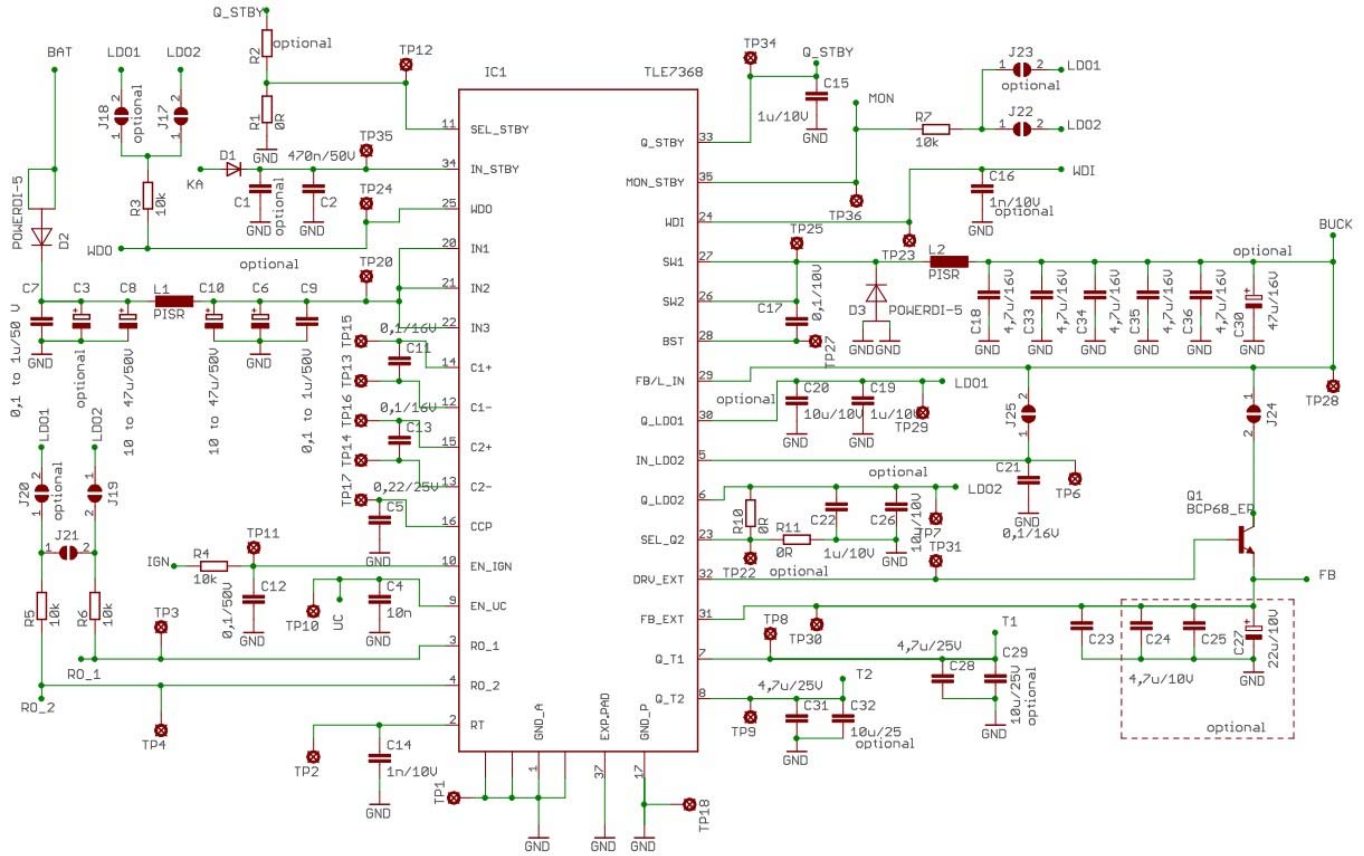 Q_STBY
BAT
LDO1
LDO2
R2
optional
TP12
IC1
TLE7368
J18
optional
J17
R1
0R
GND
11
SEL_STBY
TP35
470n/50V
D1
KA
C1
optional
C2
GND
GND
34
IN_STBY
TP24
25
WDO
R3
10k
WDO
POWERDI-5
D2
20
IN1
TP20
21
IN2
22
IN3
optional
C7
C3
C8
L1
PISR
C10
C6
C9
GND
GND
0,1 to 1u/50 V
optional
10 to 47u/50V
10 to 47u/50V
0,1 to 1u/50V
TP15
0,1/16V
C11
14
C1+
TP13
12
C1-
TP16
0,1/16V
C13
15
C2+
TP14
13
C2-
TP17
0,22/25V
C5
GND
16
CCP
LDO1
LDO2
J20
optional
J19
J21
1
2
R5
10k
R6
10k
IGN
R4
10k
TP11
10
EN_IGN
C12
0,1/50V
GND
TP10
UC
C4
10n
GND
9
EN_UC
TP3
3
RO_1
RO_1
4
RO_2
RO_2
TP4
2
RT
TP2
C14
1n/10V
GND
TP1
GND_A
1
GND
EXP.PAD
37
GND
GND_P
17
GND
TP18
TP34
Q_STBY
C15
1u/10V
GND
33
Q_STBY
MON
R7
10k
J23
1
2
LDO1
optional
J22
1
2
LDO2
35
MON_STBY
TP36
C16
1n/10V
optional
GND
WDI
24
WDI
TP23
TP25
27
SW1
L2
PISR
optional
BUCK
26
SW2
C17
0,1/10V
D3
POWERDI-5
GND
GND
28
BST
TP27
C18
4,7u/16V
GND
C33
4,7u/16V
GND
C34
4,7u/16V
GND
C35
4,7u/16V
GND
C36
4,7u/16V
GND
C30
47u/16V
GND
29
FB/L_IN
TP28
30
Q_LDO1
optional
C20
10u/10V
GND
C19
1u/10V
GND
LDO1
TP29
J25
1
2
J24
1
2
5
IN_LDO2
C21
GND
0,1/16V
TP6
6
Q_LDO2
optional
LDO2
R10
0R
C22
1u/10V
C26
10u/10V
GND
TP7
23
SEL_Q2
R11
0R
TP22
optional
TP31
Q1
32
DRV_EXT
FB
31
FB_EXT
TP30
C23
C24
C25
C27
22u/10V
GND
4,7u/10V
optional
7
Q_T1
TP8
4,7u/25V
T1
C28
C29
10u/25V
optional
GND
8
Q_T2
TP9
4,7u/25V
T2
C31
C32
10u/25
optional
GND